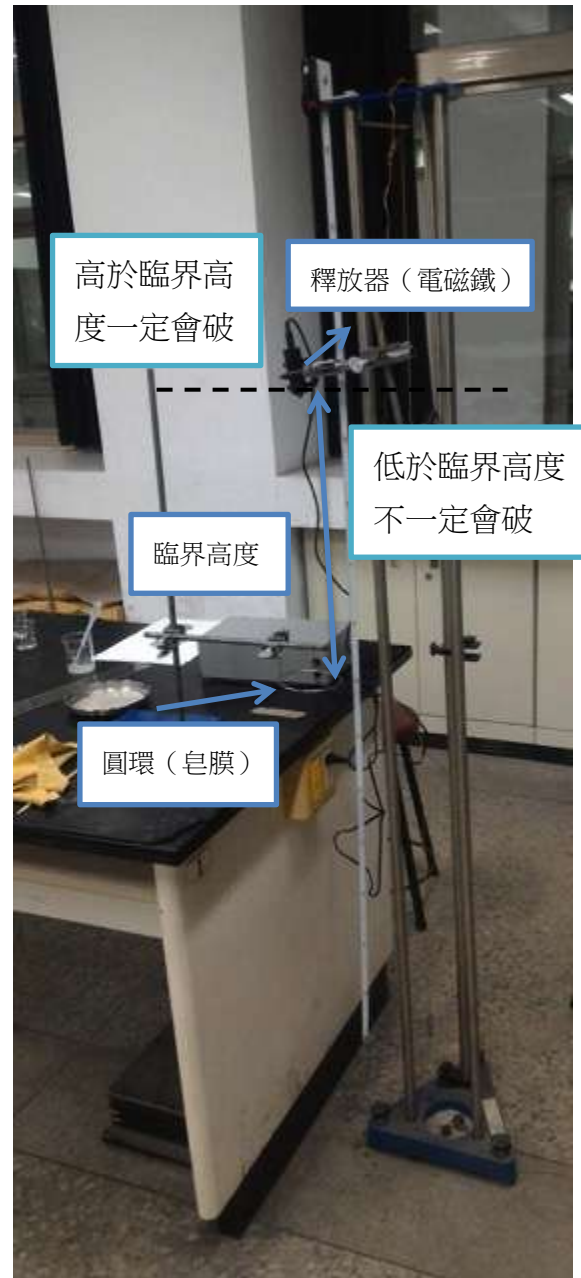 高於臨界高
度一定會破
釋放器（電磁鐵）
低於臨界高度
不一定會破
臨界高度
圓環（皂膜）